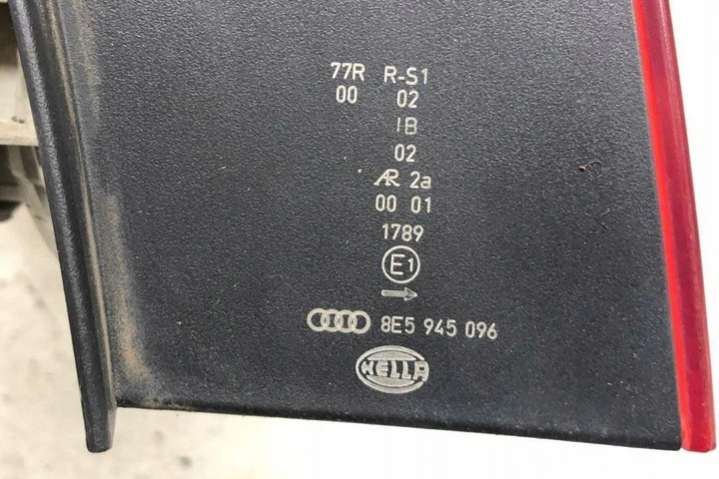 77R R-S1
00 02
IB
02
AR 2a
00 01
1789
E1
8E5 945 096
HELLA